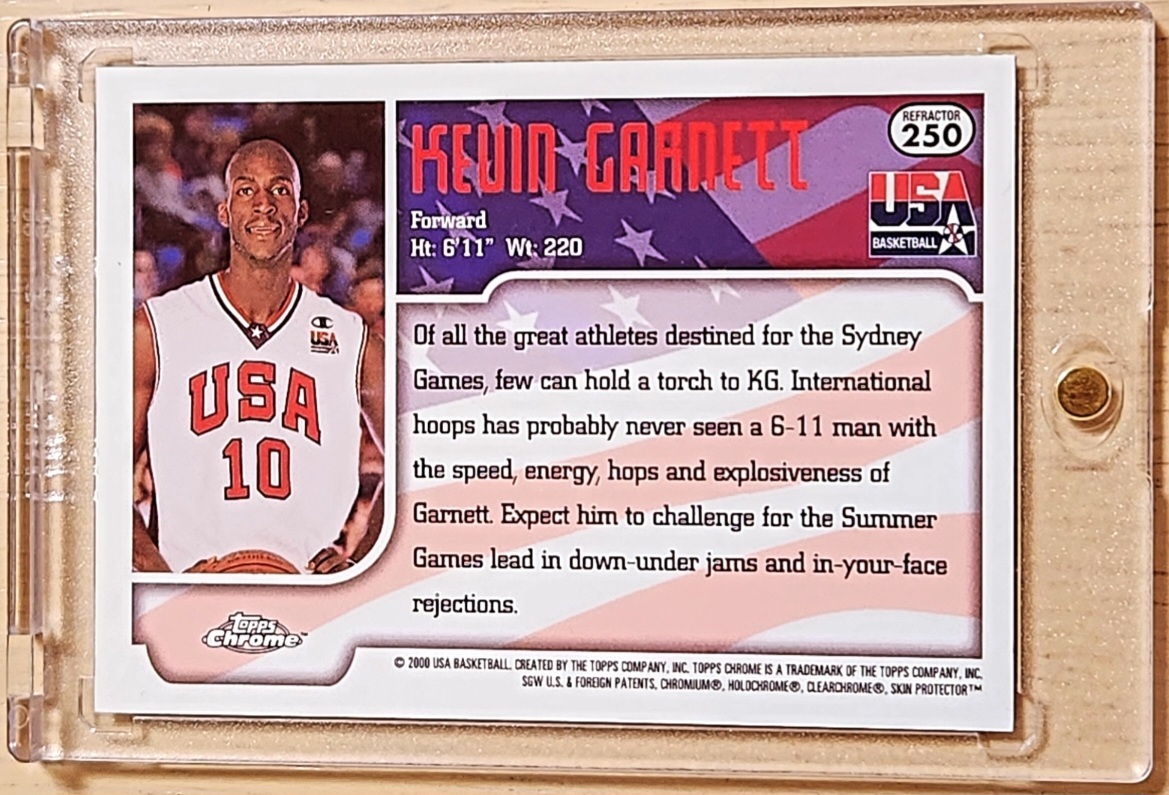 KEVIN GARNETT
REFRACTOR
250
Forward
Ht: 6'11" Wt: 220
USA
BASKETBALL
USA
USA
10
Of all the great athletes destined for the Sydney
Games, few can hold a torch to KG. International
hoops has probably never seen a 6-11 man with
the speed, energy, hops and explosiveness of
Garnett. Expect him to challenge for the Summer
Games lead in down-under jams and in-your-face
rejections.
Topps
Chrome™
© 2000 USA BASKETBALL. CREATED BY THE TOPPS COMPANY, INC. TOPPS CHROME IS A TRADEMARK OF THE TOPPS COMPANY, INC.
SGW U.S. & FOREIGN PATENTS, CHROMIUM®, HOLOCHROME®, CLEARCHROME®, SKIN PROTECTOR™